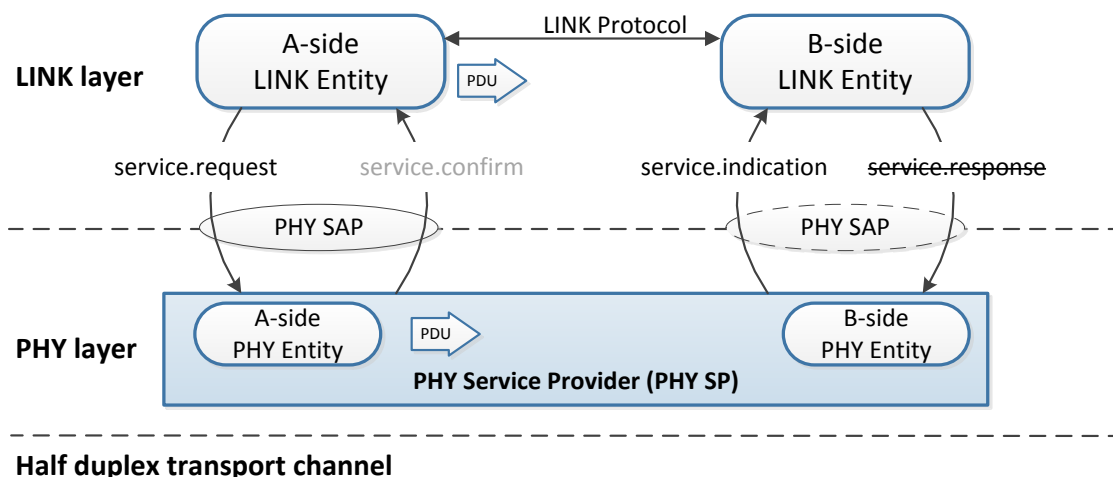 LINK Protocol
A-side
LINK Entity
B-side
LINK Entity
LINK layer
PDU
service.request
service.confirm
service.indication
service.response
PHY SAP
PHY SAP
A-side
PHY Entity
PDU
B-side
PHY Entity
PHY layer
PHY Service Provider (PHY SP)
Half duplex transport channel